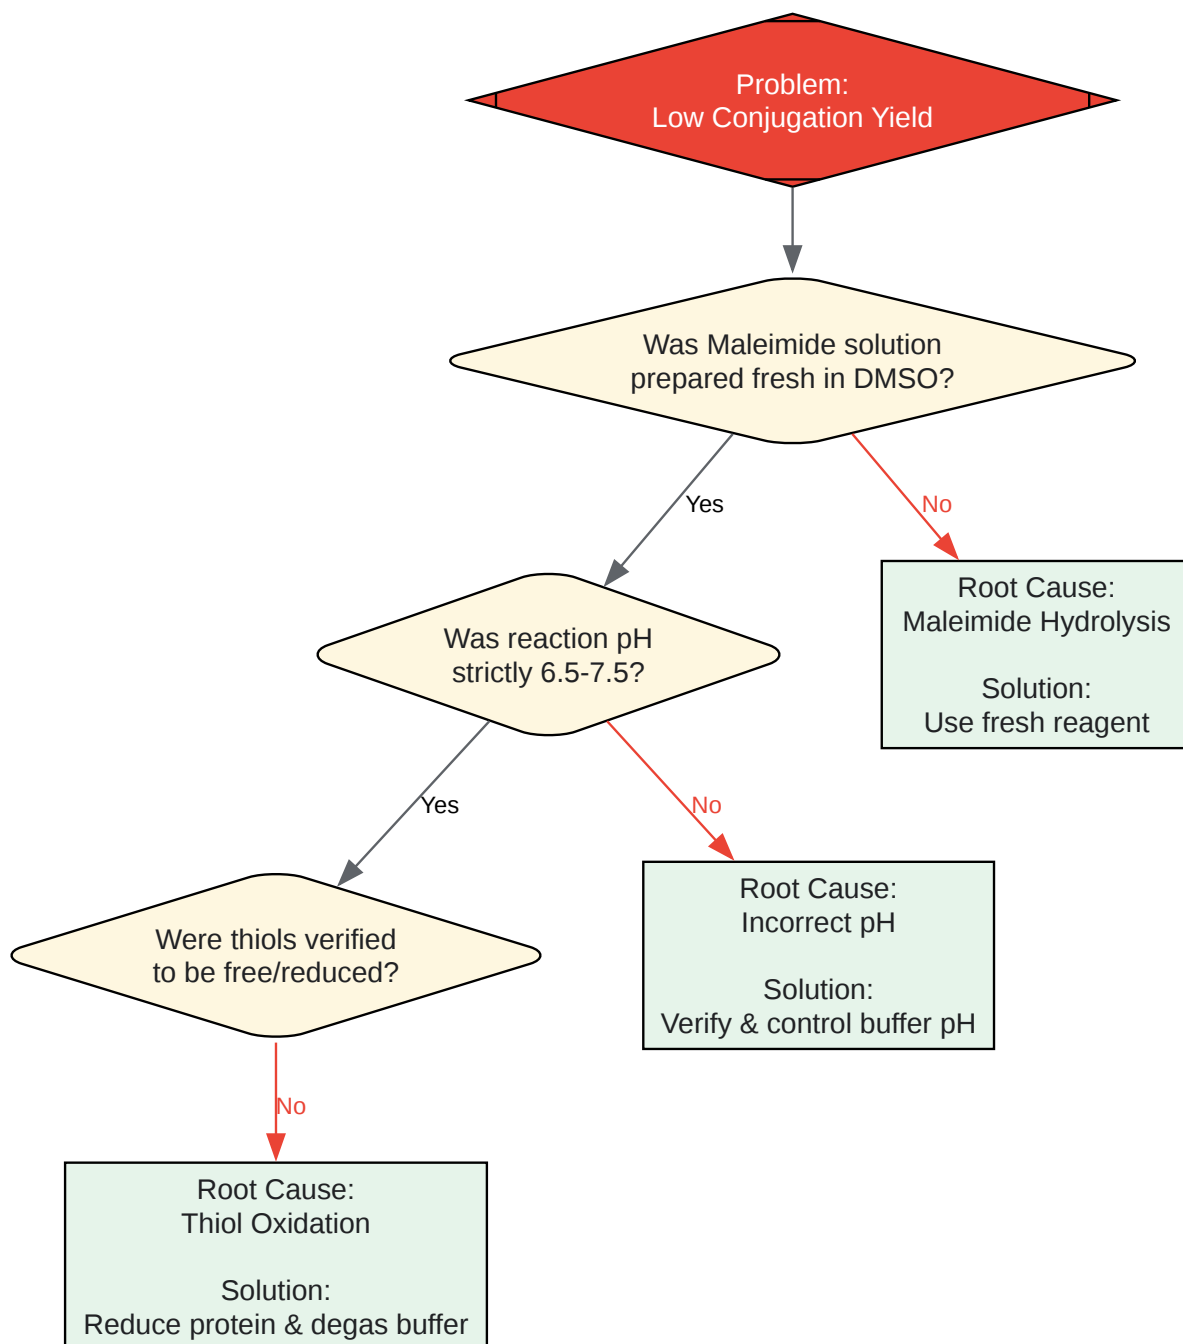 Problem:
Low Conjugation Yield
Was Maleimide solution
prepared fresh in DMSO?
Yes
No
Root Cause:
Maleimide Hydrolysis
Solution:
Use fresh reagent
Was reaction pH
strictly 6.5-7.5?
Yes
No
Root Cause:
Incorrect pH
Solution:
Verify & control buffer pH
Were thiols verified
to be free/reduced?
No
Root Cause:
Thiol Oxidation
Solution:
Reduce protein & degas buffer